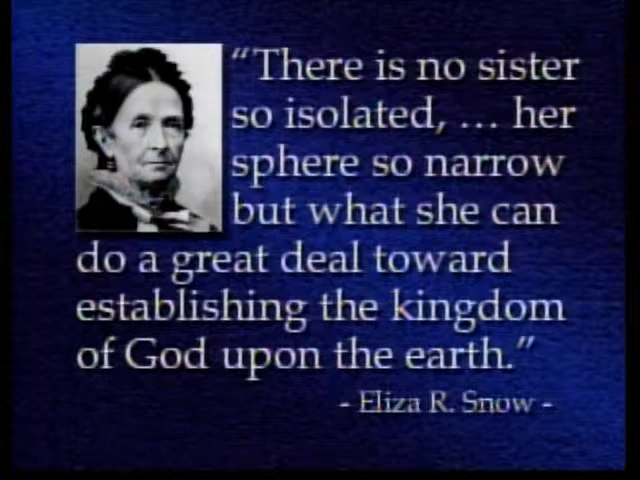 “There is no sister
so isolated, … her
sphere so narrow
but what she can
do a great deal toward
establishing the kingdom
of God upon the earth.”
- Eliza R. Snow -